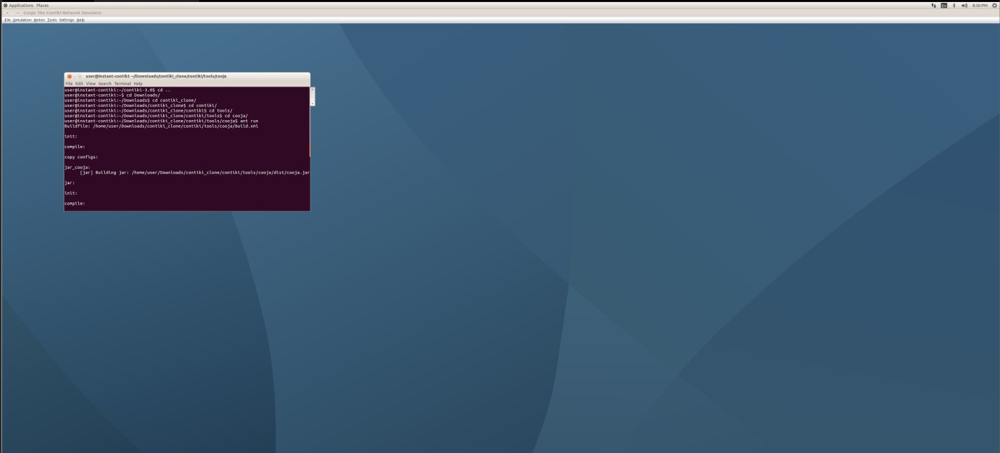 Applications Places
En 8:50 PM
Cooja: The Contiki Network Simulator
File Simulation Motes Tools Settings Help
user@instant-contiki: ~/Downloads/contiki_clone/contiki/tools/cooja
File Edit View Search Terminal Help
user@instant-contiki:~/contiki-3.0$ cd ..
user@instant-contiki:~$ cd Downloads/
user@instant-contiki:~/Downloads$ cd contiki_clone/
user@instant-contiki:~/Downloads/contiki_clone$ cd contiki/
user@instant-contiki:~/Downloads/contiki_clone/contiki$ cd tools/
user@instant-contiki:~/Downloads/contiki_clone/contiki/tools$ cd cooja/
user@instant-contiki:~/Downloads/contiki_clone/contiki/tools/cooja$ ant run
Buildfile: /home/user/Downloads/contiki_clone/contiki/tools/cooja/build.xml
init:
compile:
copy configs:
jar_cooja:
[jar] Building jar: /home/user/Downloads/contiki_clone/contiki/tools/cooja/dist/cooja.jar
jar:
init:
compile: